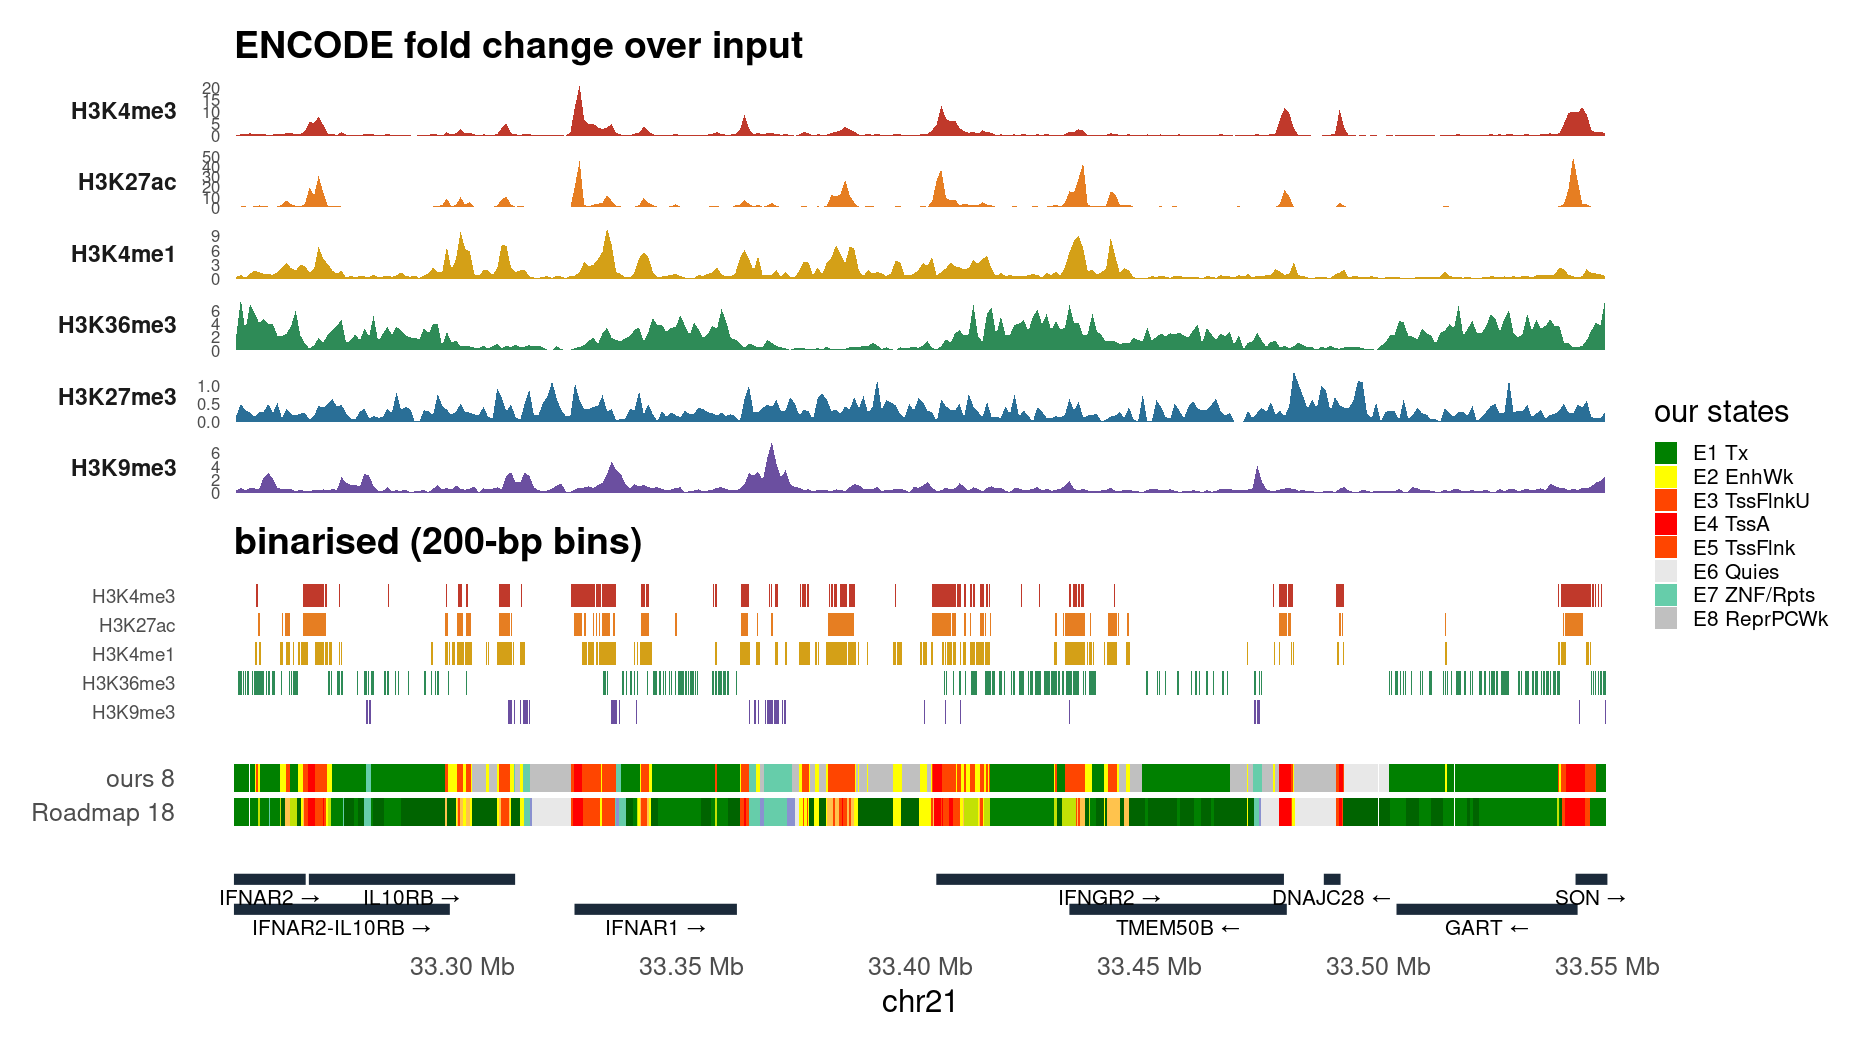 ENCODE fold change over input
H3K4me3
20
15
10
5
0
H3K27ac
50
40
30
20
10
0
H3K4me1
9
6
3
0
H3K36me3
6
4
2
0
H3K27me3
1.0
0.5
0.0
H3K9me3
6
4
2
0
binarised (200-bp bins)
H3K4me3
H3K27ac
H3K4me1
H3K36me3
H3K9me3
ours 8
Roadmap 18
IFNAR2 → IL10RB → IFNGR2 → DNAJC28 ← SON →
IFNAR2-IL10RB → IFNAR1 → TMEM50B ← GART ←
33.30 Mb 33.35 Mb 33.40 Mb 33.45 Mb 33.50 Mb 33.55 Mb
chr21
our states
E1 Tx
E2 EnhWk
E3 TssFlnkU
E4 TssA
E5 TssFlnk
E6 Quies
E7 ZNF/Rpts
E8 ReprPCWk